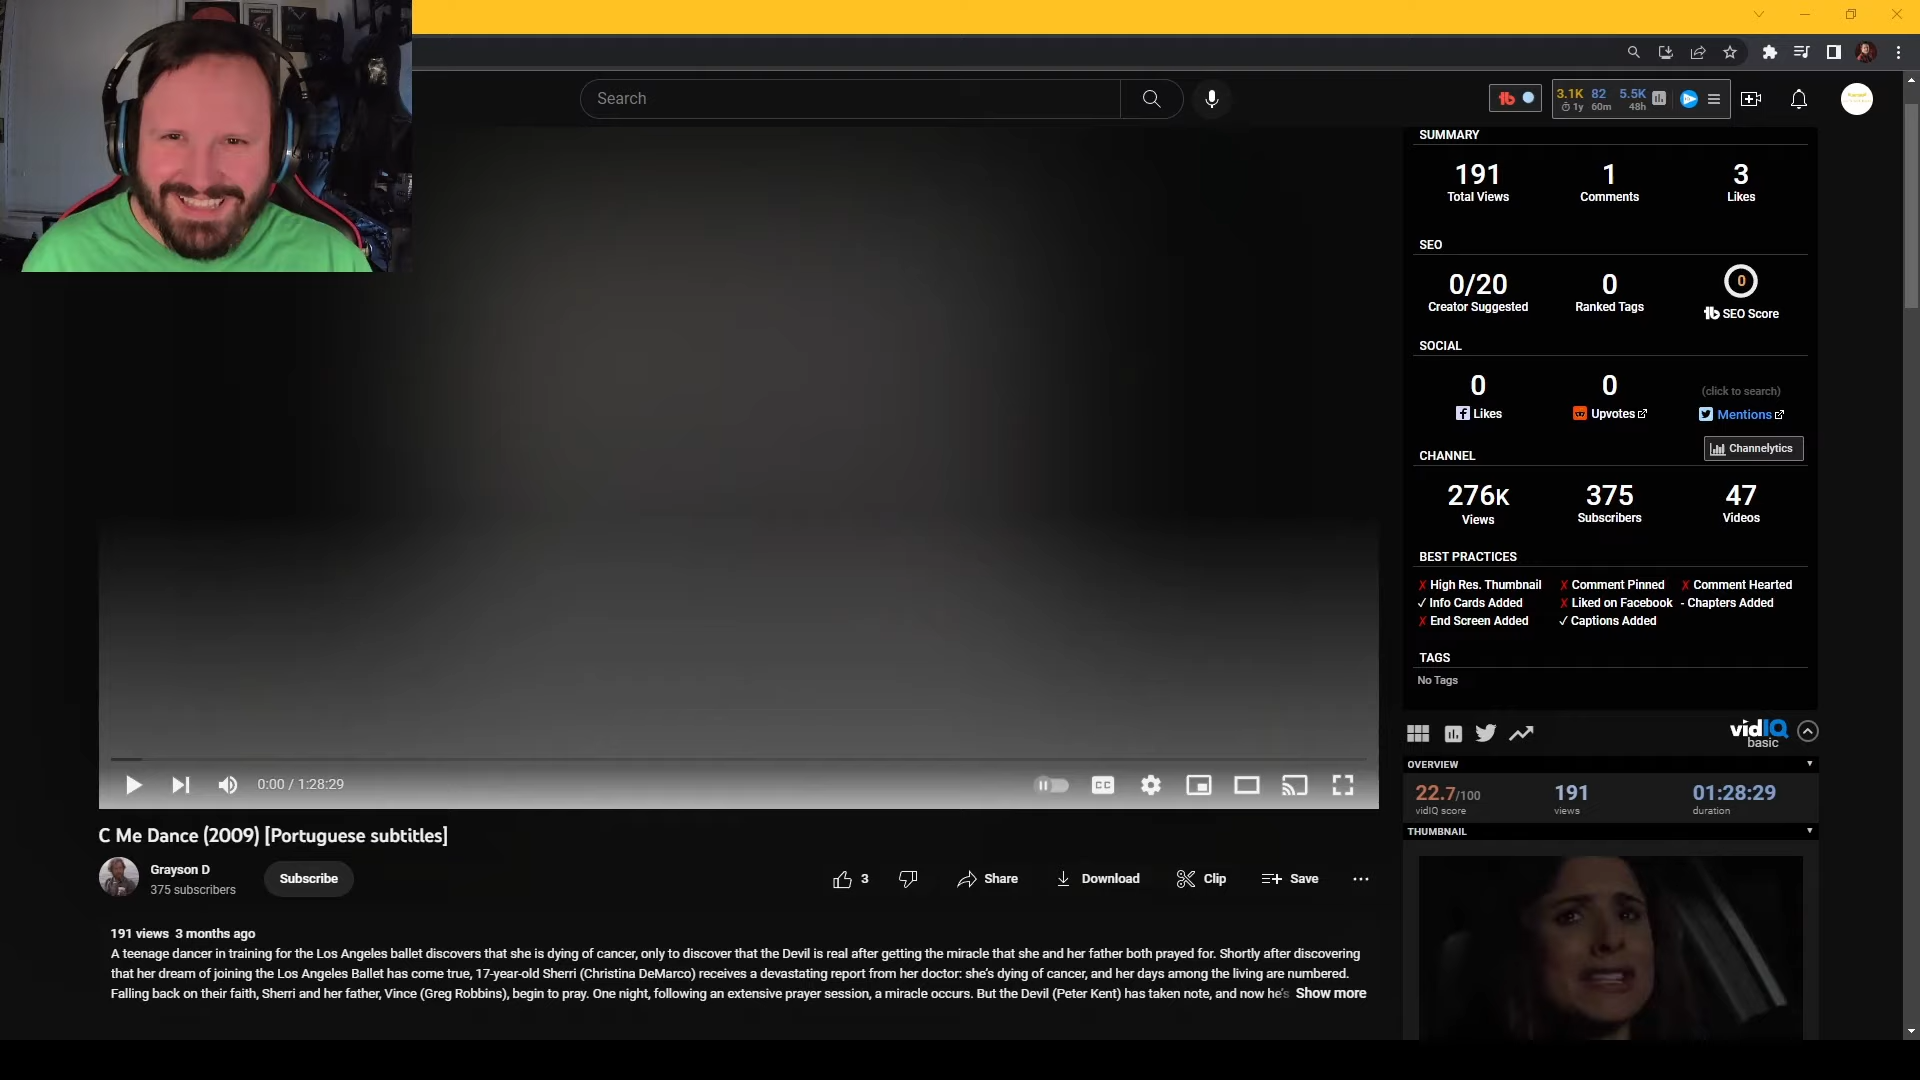 Search
3.1K 82 5.5K
1y 60m 48h
SUMMARY
191 1 3
Total Views Comments Likes
SEO
0/20 0 0
Creator Suggested Ranked Tags tb SEO Score
SOCIAL
0 0 (click to search)
Likes Upvotes Mentions
CHANNEL Channelytics
276K 375 47
Views Subscribers Videos
BEST PRACTICES
✗ High Res. Thumbnail ✗ Comment Pinned ✗ Comment Hearted
✓ Info Cards Added ✗ Liked on Facebook - Chapters Added
✗ End Screen Added ✓ Captions Added
TAGS
No Tags
vidIQ
basic
OVERVIEW
22.7/100 191 01:28:29
vidIQ score views duration
THUMBNAIL
0:00 / 1:28:29
CC
C Me Dance (2009) [Portuguese subtitles]
Grayson D
375 subscribers
Subscribe
3 Share Download Clip Save
191 views 3 months ago
A teenage dancer in training for the Los Angeles ballet discovers that she is dying of cancer, only to discover that the Devil is real after getting the miracle that she and her father both prayed for. Shortly after discovering
that her dream of joining the Los Angeles Ballet has come true, 17-year-old Sherri (Christina DeMarco) receives a devastating report from her doctor: she's dying of cancer, and her days among the living are numbered.
Falling back on their faith, Sherri and her father, Vince (Greg Robbins), begin to pray. One night, following an extensive prayer session, a miracle occurs. But the Devil (Peter Kent) has taken note, and now he's Show more